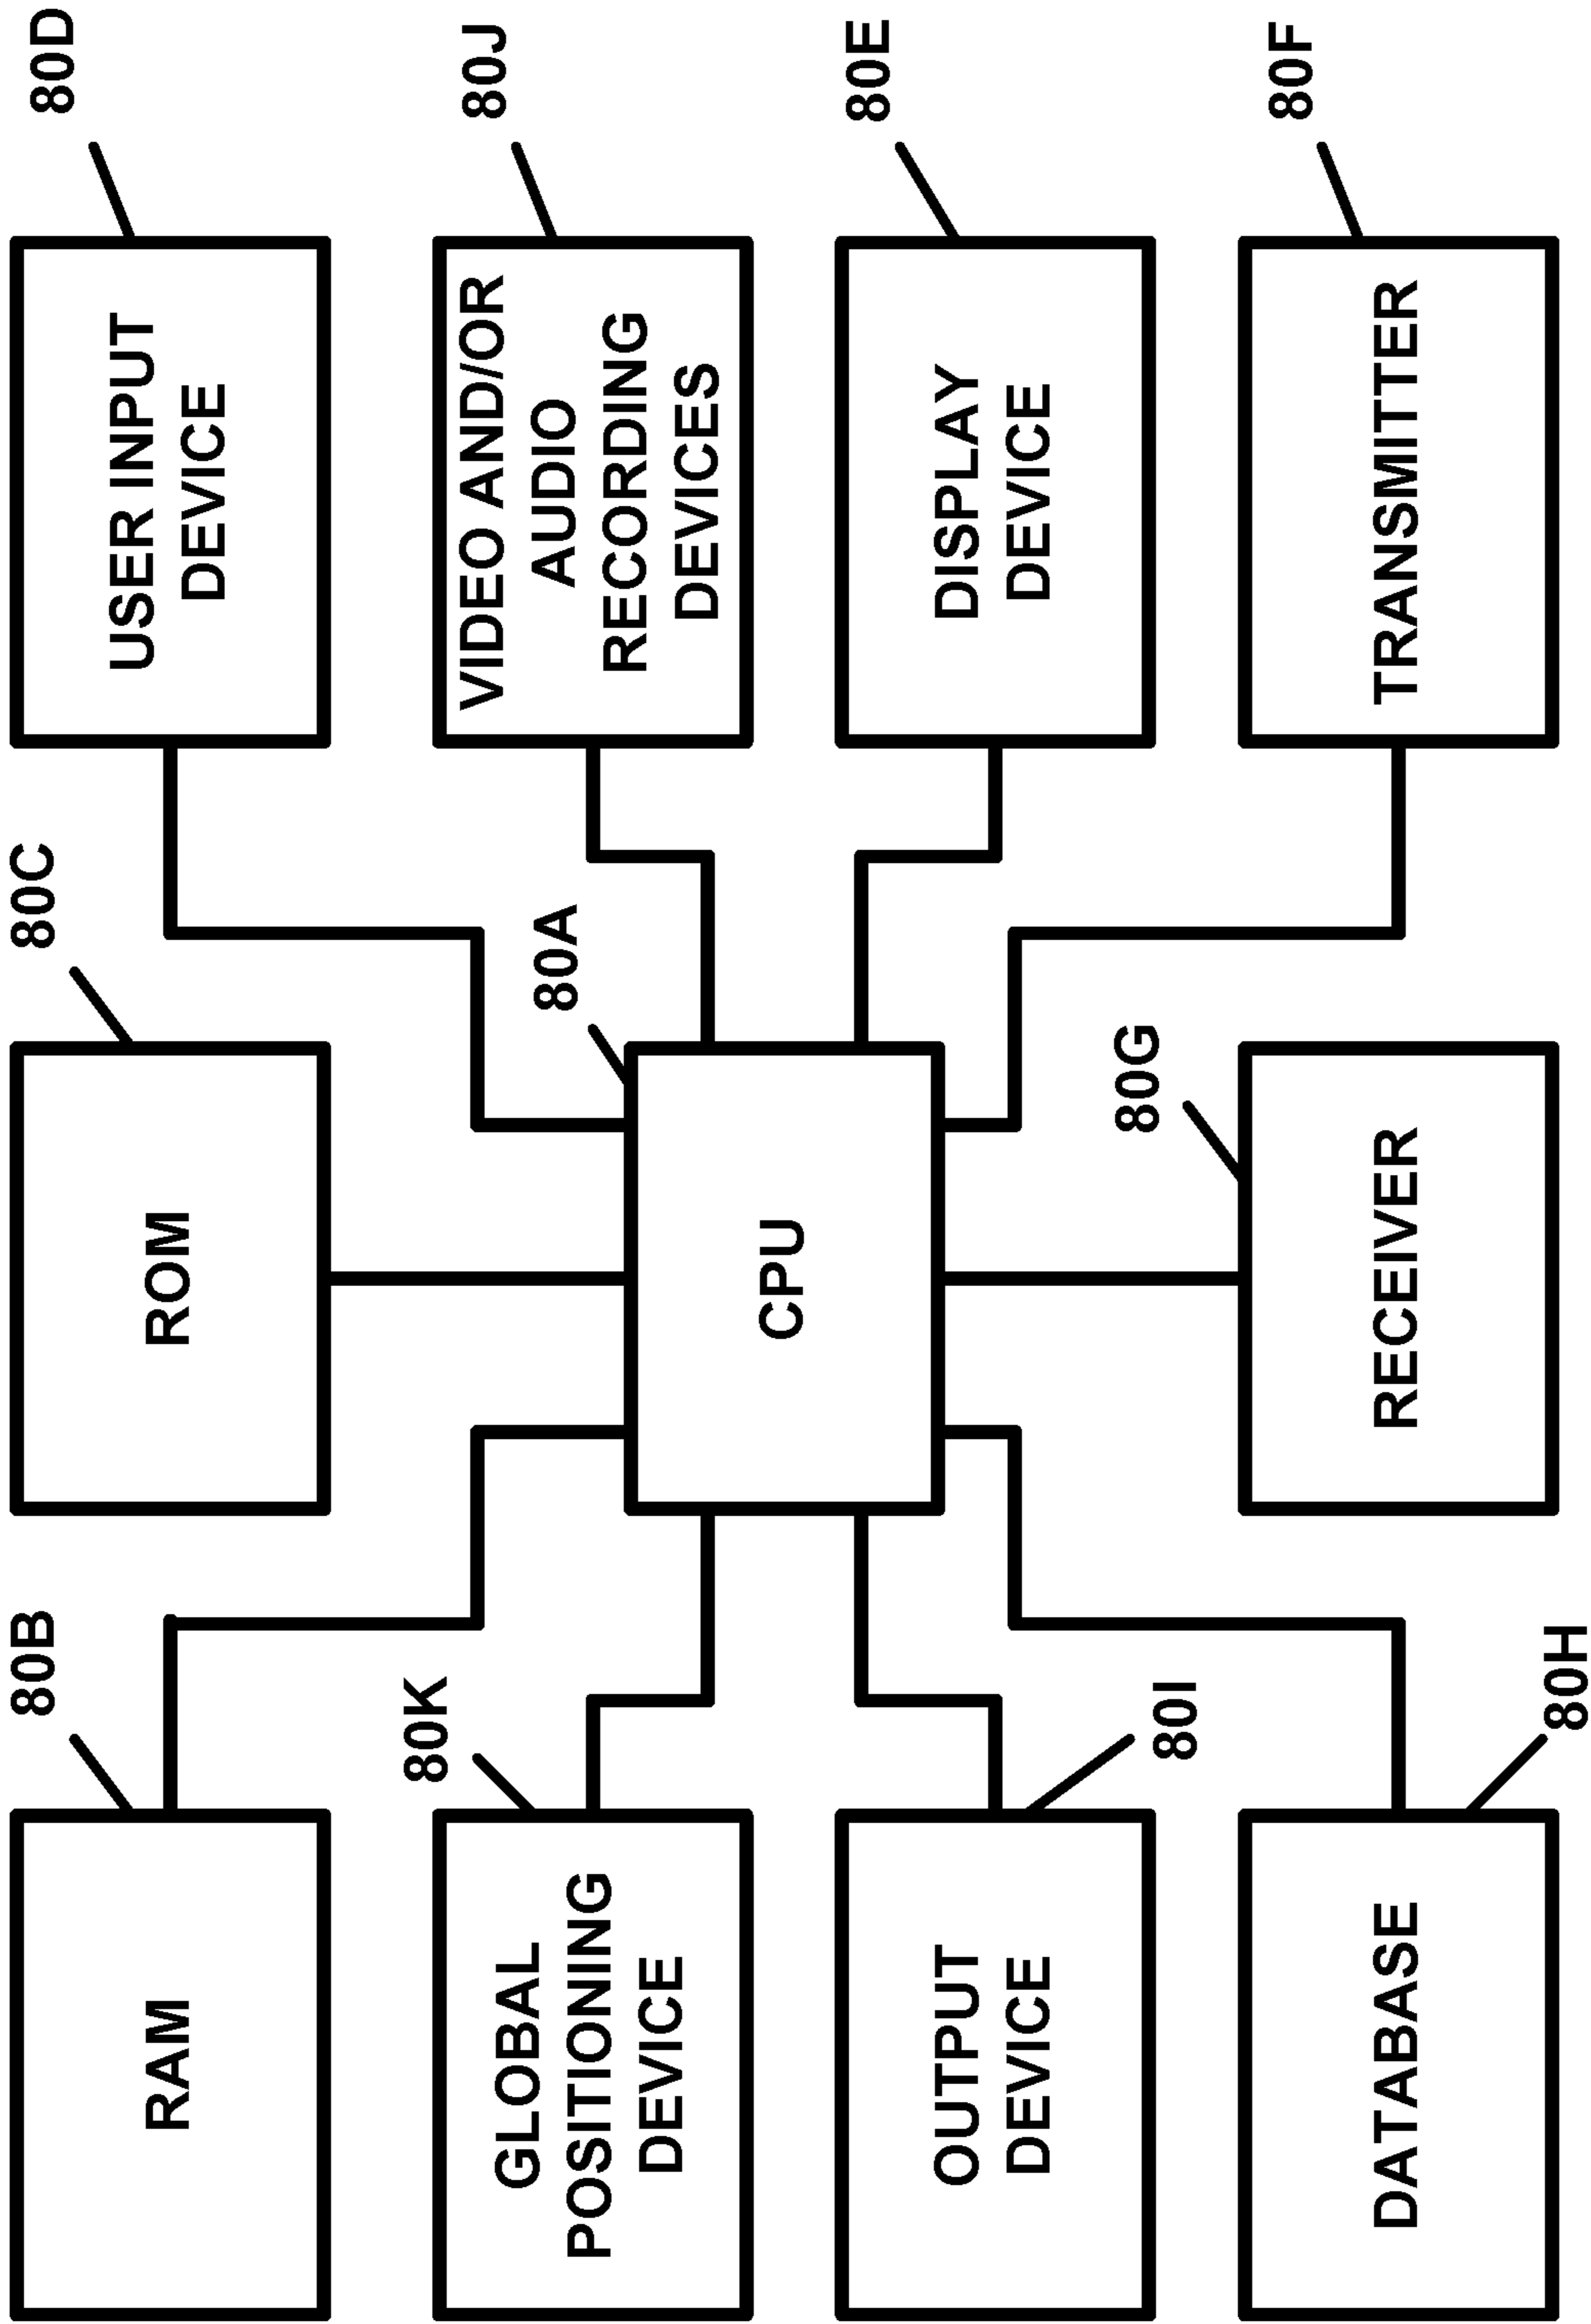 80B
RAM
80C
ROM
80D
USER INPUT
DEVICE
80K
GLOBAL
POSITIONING
DEVICE
80A
CPU
80J
VIDEO AND/OR
AUDIO
RECORDING
DEVICES
80I
OUTPUT
DEVICE
80E
DISPLAY
DEVICE
80H
DATABASE
80G
RECEIVER
80F
TRANSMITTER